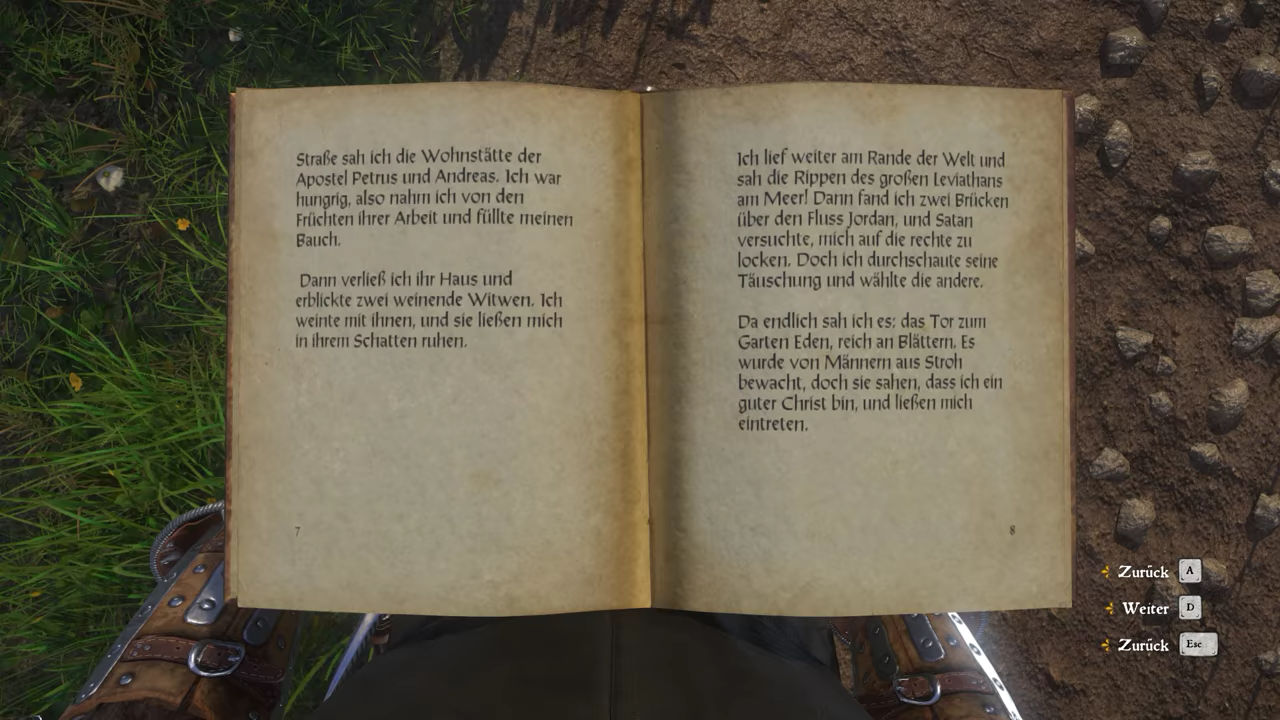 Straße sah ich die Wohnstätte der
Apostel Petrus und Andreas. Ich war
hungrig, also nahm ich von den
Früchten ihrer Arbeit und füllte meinen
Bauch.
Dann verließ ich ihr Haus und
erblickte zwei weinende Witwen. Ich
weinte mit ihnen, und sie ließen mich
in ihrem Schatten ruhen.
7
Ich lief weiter am Rande der Welt und
sah die Rippen des großen Leviathans
am Meer! Dann fand ich zwei Brücken
über den Fluss Jordan, und Satan
versuchte, mich auf die rechte zu
locken. Doch ich durchschaute seine
Täuschung und wählte die andere.
Da endlich sah ich es: das Tor zum
Garten Eden, reich an Blättern. Es
wurde von Männern aus Stroh
bewacht, doch sie sahen, dass ich ein
guter Christ bin, und ließen mich
eintreten.
8
Zurück A
Weiter D
Zurück Esc